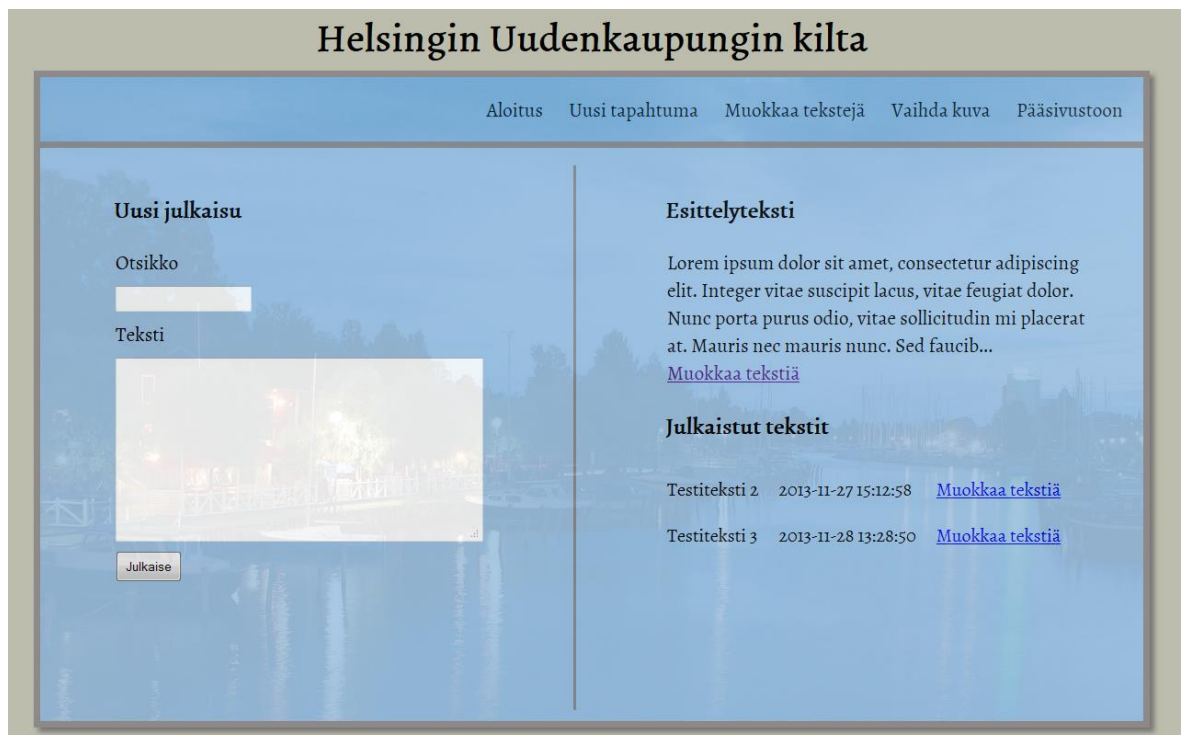 Helsingin Uudenkaupungin kilta
Aloitus Uusi tapahtuma Muokkaa tekstejä Vaihda kuva Pääsivustoon
Uusi julkaisu
Otsikko
Teksti
Julkaise
Esittelyteksti
Lorem ipsum dolor sit amet, consectetur adipiscing
elit. Integer vitae suscipit lacus, vitae feugiat dolor.
Nunc porta purus odio, vitae sollicitudin mi placerat
at. Mauris nec mauris nunc. Sed faucib...
Muokkaa tekstiä
Julkaistut tekstit
Testiteksti 2 2013-11-27 15:12:58 Muokkaa tekstiä
Testiteksti 3 2013-11-28 13:28:50 Muokkaa tekstiä